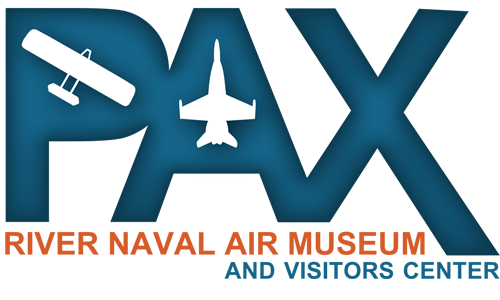 PAX
RIVER NAVAL AIR MUSEUM
AND VISITORS CENTER